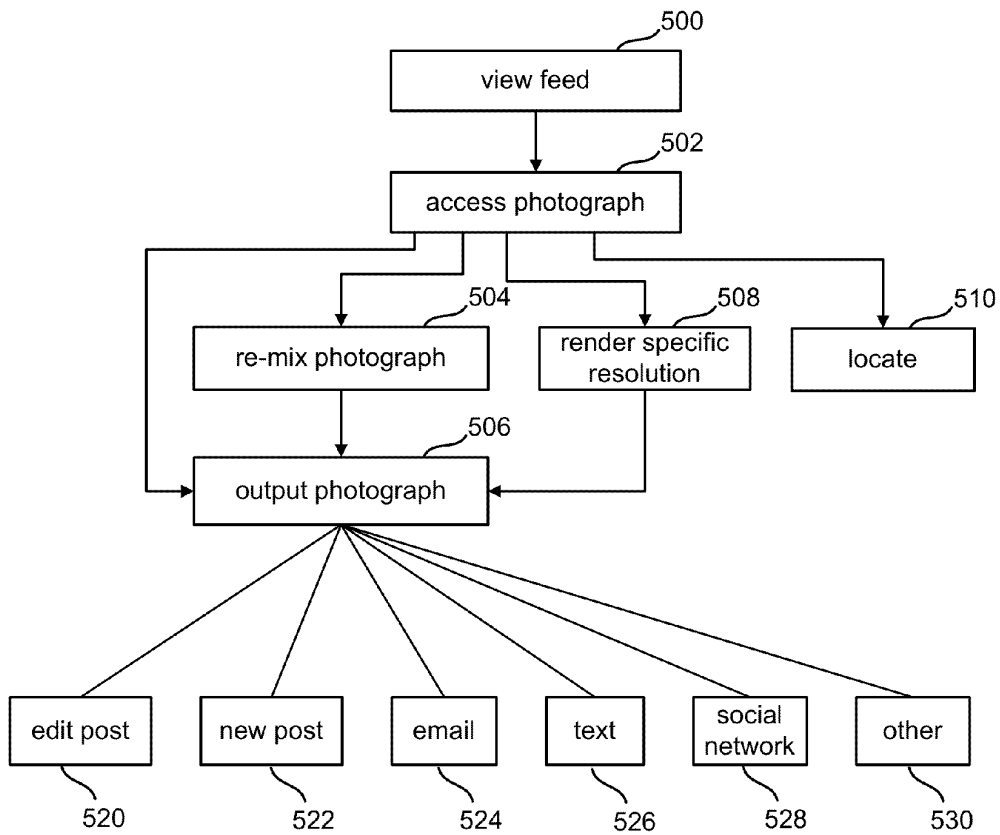 500
view feed
502
access photograph
504
508
510
re-mix photograph
render specific
resolution
locate
506
output photograph
edit post
new post
email
text
social
network
other
520
522
524
526
528
530